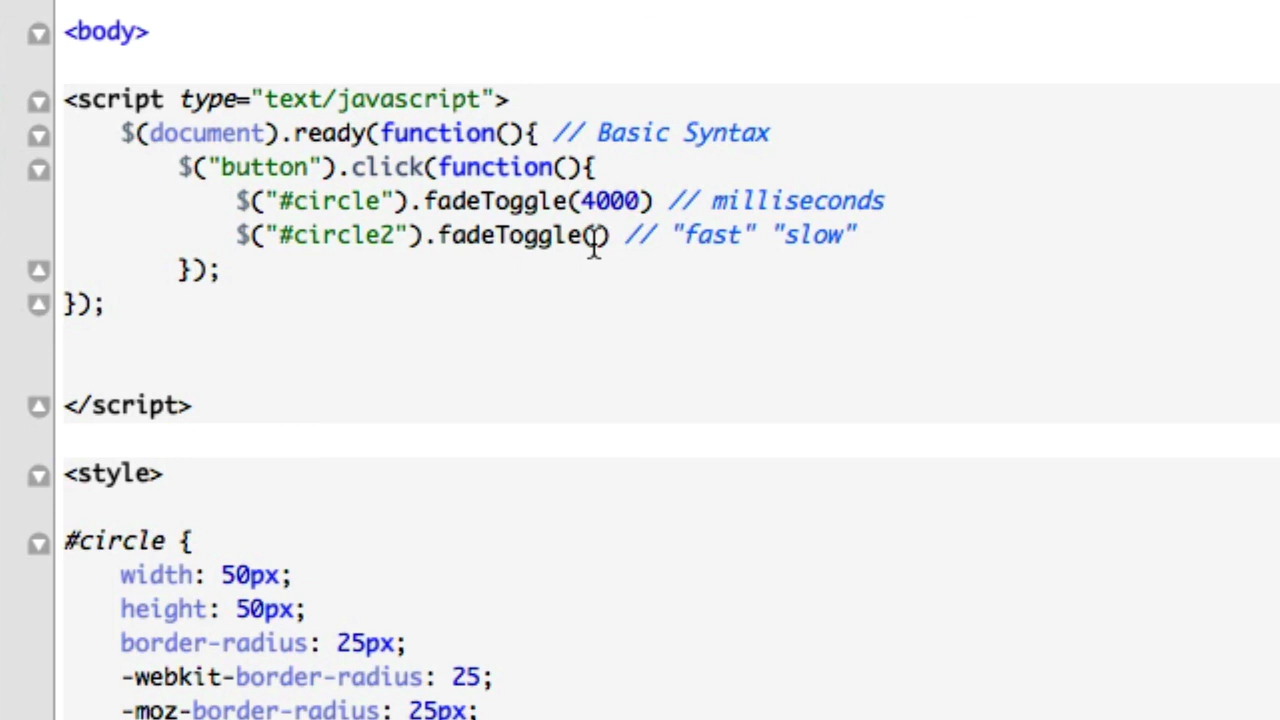 <body>
<script type="text/javascript">
$(document).ready(function(){ // Basic Syntax
$("button").click(function(){
$("#circle").fadeToggle(4000) // milliseconds
$("#circle2").fadeToggle() // "fast" "slow"
});
});
</script>
<style>
#circle {
width: 50px;
height: 50px;
border-radius: 25px;
-webkit-border-radius: 25;
-moz-border-radius: 25px;